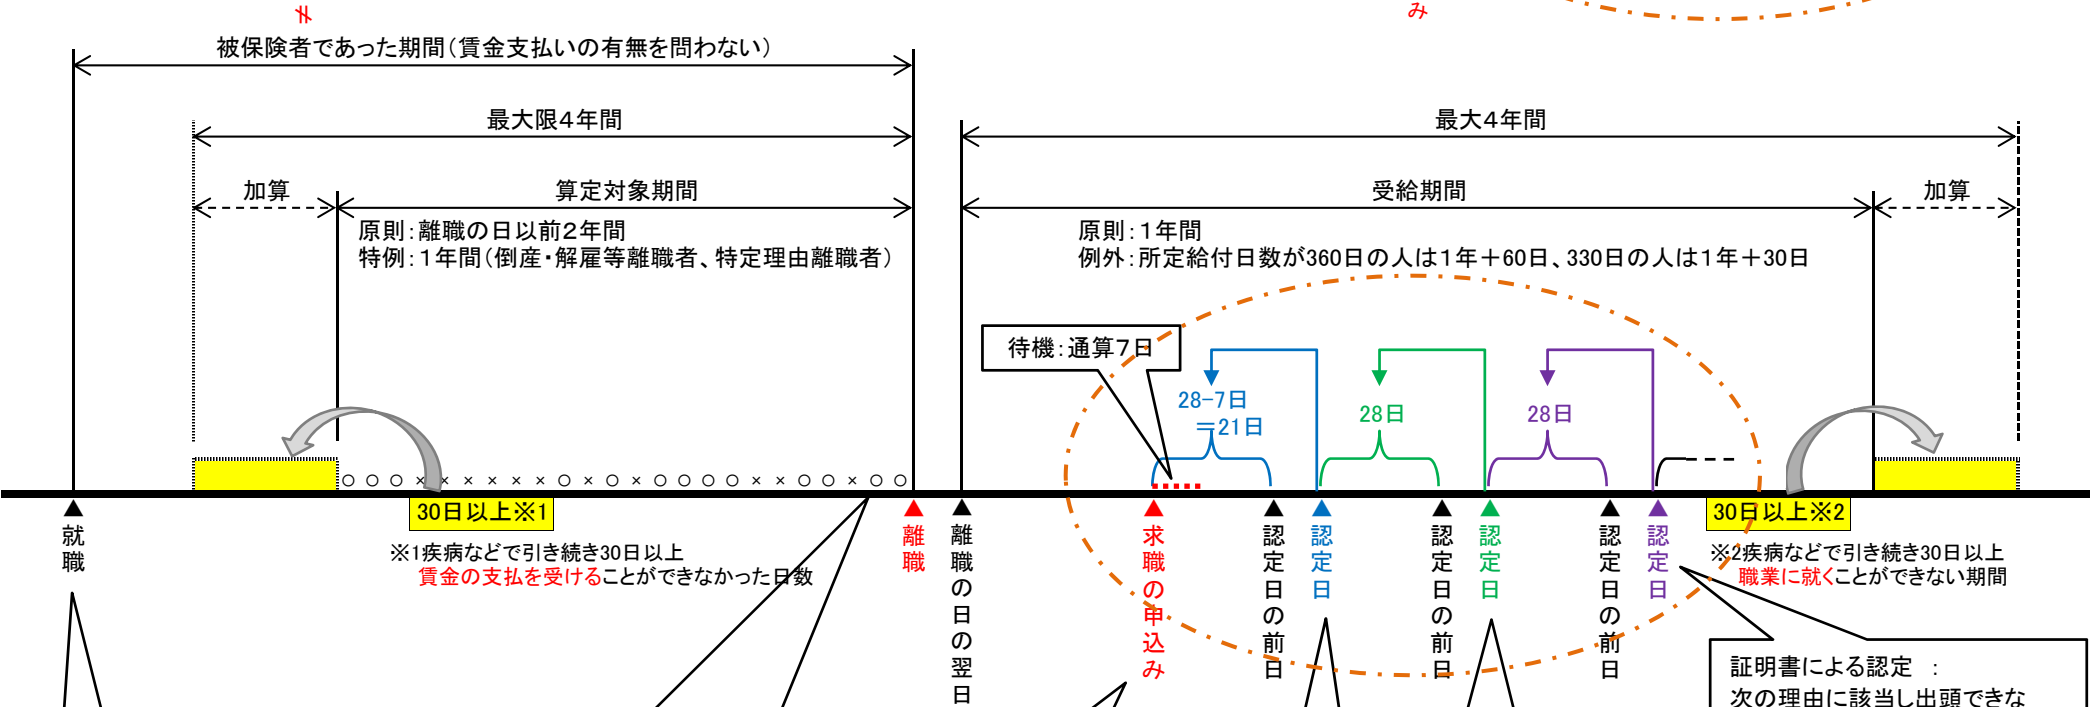 み
被保険者であった期間(賃金支払いの有無を問わない)
最大限4年間
最大4年間
加算
算定対象期間
受給期間
加算
原則:離職の日以前2年間
特例:1年間(倒産・解雇等離職者、特定理由離職者)
原則:1年間
例外:所定給付日数が360日の人は1年+60日、330日の人は1年+30日
待機:通算7日
28-7日
=21日
28日
28日
○○○×××××× ○×○×○○○○××○○×○○
30日以上※1
30日以上※2
就職
※1疾病などで引き続き30日以上
賃金の支払を受けることができなかった日数
離職
離職の日の翌日
求職の申込み
認定日の前日
認定日
認定日の前日
認定日
認定日の前日
認定日
※2疾病などで引き続き30日以上
職業に就くことができない期間
証明書による認定 :
次の理由に該当し出頭できな